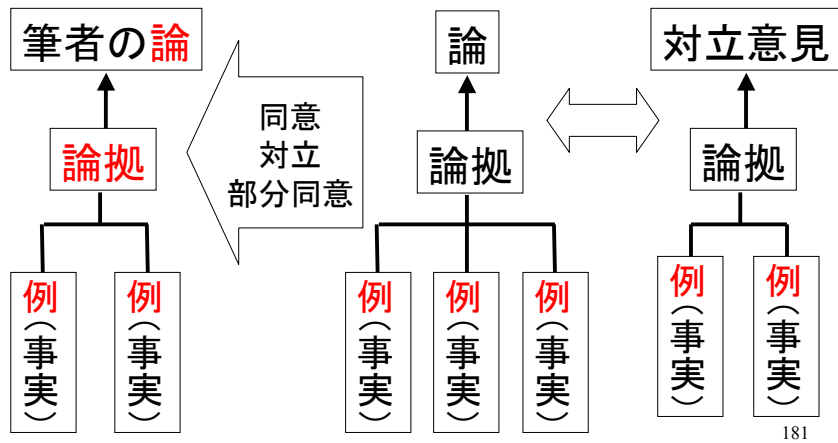 筆者の論
論
対立意見
同意
対立
部分同意
論拠
論拠
論拠
例(事実)
例(事実)
例(事実)
例(事実)
例(事実)
例(事実)
例(事実)
181